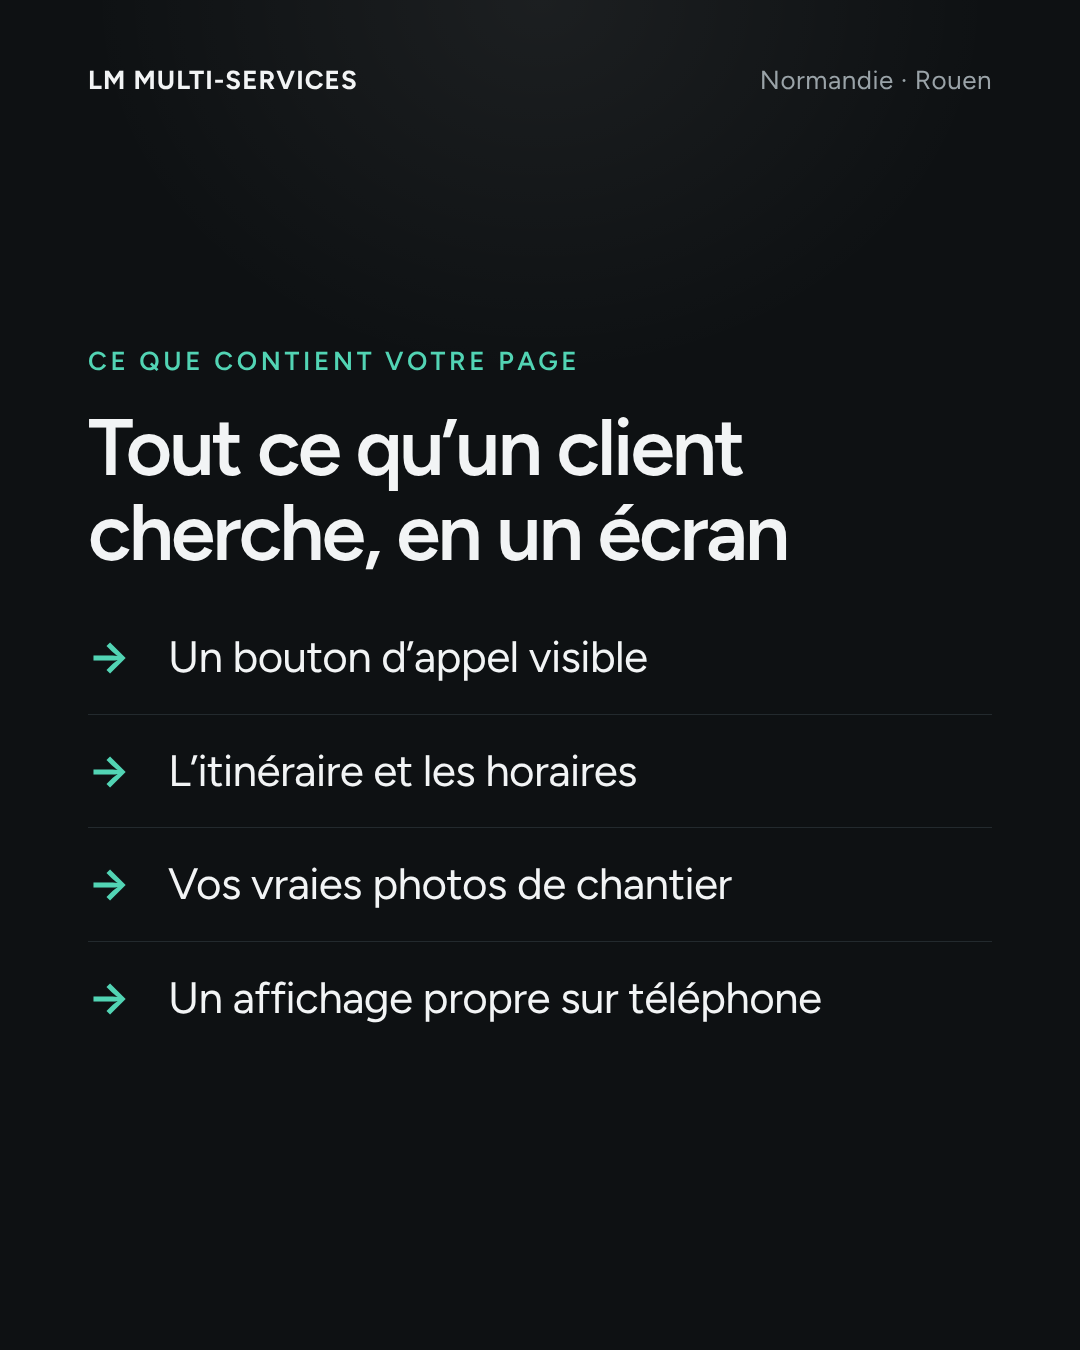 LM MULTI-SERVICES
Normandie · Rouen
CE QUE CONTIENT VOTRE PAGE
Tout ce qu’un client
cherche, en un écran
→ Un bouton d’appel visible
→ L’itinéraire et les horaires
→ Vos vraies photos de chantier
→ Un affichage propre sur téléphone